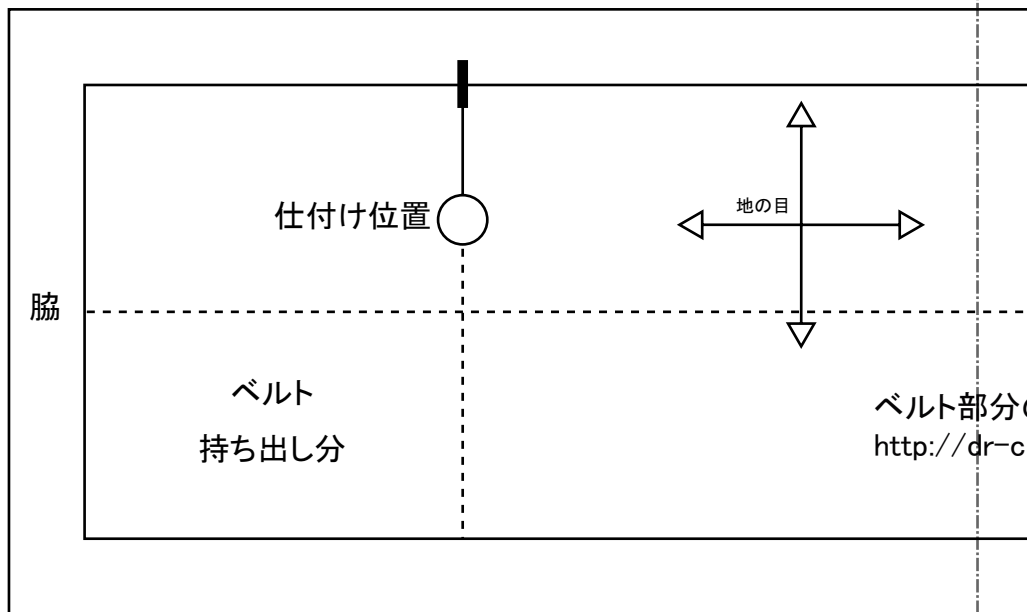 仕付け位置
地の目
脇
ベルト
持ち出し分
ベルト部分
http://dr-c